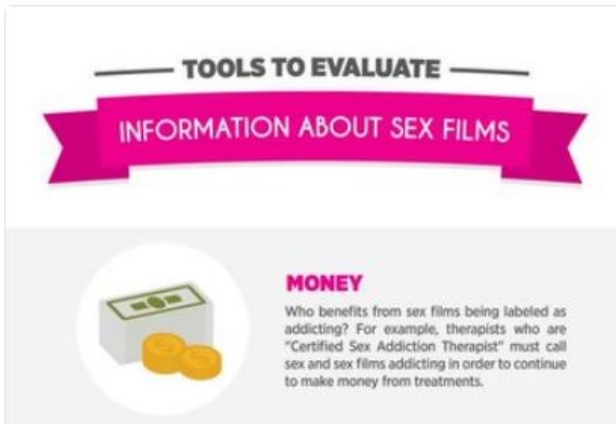 TOOLS TO EVALUATE
INFORMATION ABOUT SEX FILMS
MONEY
Who benefits from sex films being labeled as
addicting? For example, therapists who are
"Certified Sex Addiction Therapist" must call
sex and sex films addicting in order to continue
to make money from treatments.